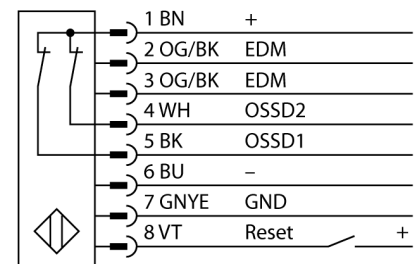 1 BN +
2 OG/BK EDM
3 OG/BK EDM
4 WH OSSD2
5 BK OSSD1
6 BU –
7 GNYE GND
8 VT Reset +